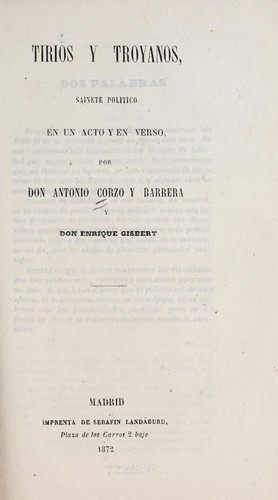 TIRIOS Y TROYANOS,
SAINETE POLITICO
EN UN ACTO Y EN VERSO,
POR
DON ANTONIO CORZO Y BARRERA
Y
DON ENRIQUE GISBERT
MADRID
IMPRENTA DE SERAFIN LANDÁBURU,
Plaza de los Carros 2 bajo
1872
722896